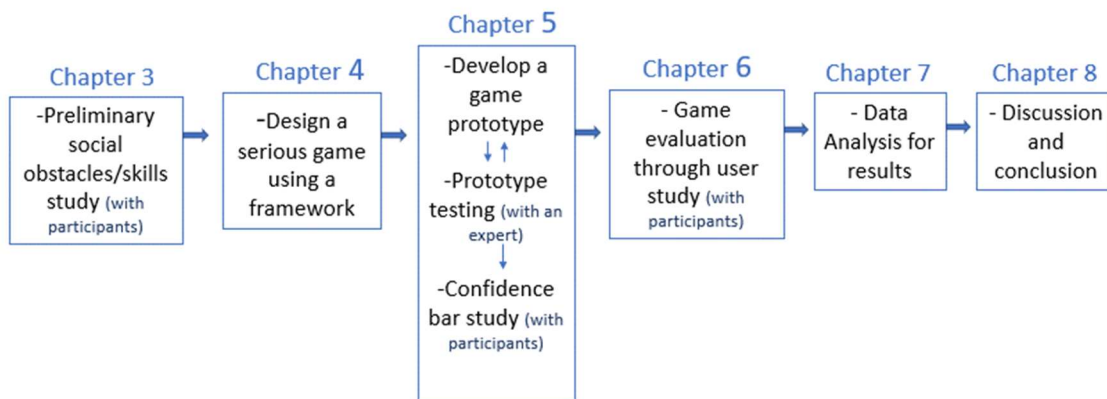 Chapter 3
-Preliminary
social
obstacles/skills
study (with
participants)
Chapter 4
-Design a
serious game
using a
framework
Chapter 5
-Develop a
game
prototype
-Prototype
testing (with an
expert)
-Confidence
bar study (with
participants)
Chapter 6
- Game
evaluation
through user
study (with
participants)
Chapter 7
- Data
Analysis for
results
Chapter 8
- Discussion
and
conclusion